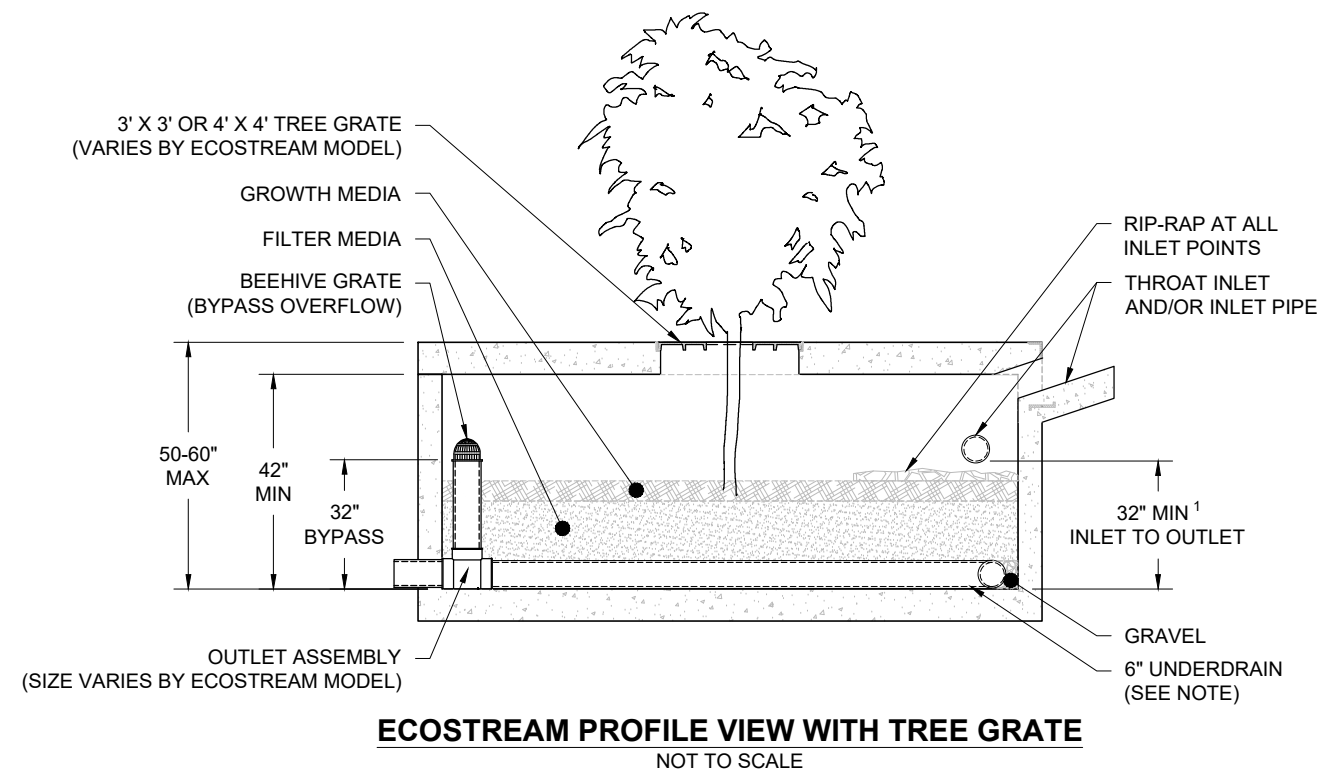 3' X 3' OR 4' X 4' TREE GRATE
(VARIES BY ECOSTREAM MODEL)
GROWTH MEDIA
FILTER MEDIA
BEEHIVE GRATE
(BYPASS OVERFLOW)
RIP-RAP AT ALL
INLET POINTS
THROAT INLET
AND/OR INLET PIPE
50-60"
MAX
42"
MIN
32"
BYPASS
32" MIN ¹
INLET TO OUTLET
OUTLET ASSEMBLY
(SIZE VARIES BY ECOSTREAM MODEL)
GRAVEL
6" UNDERDRAIN
(SEE NOTE)
ECOSTREAM PROFILE VIEW WITH TREE GRATE
NOT TO SCALE